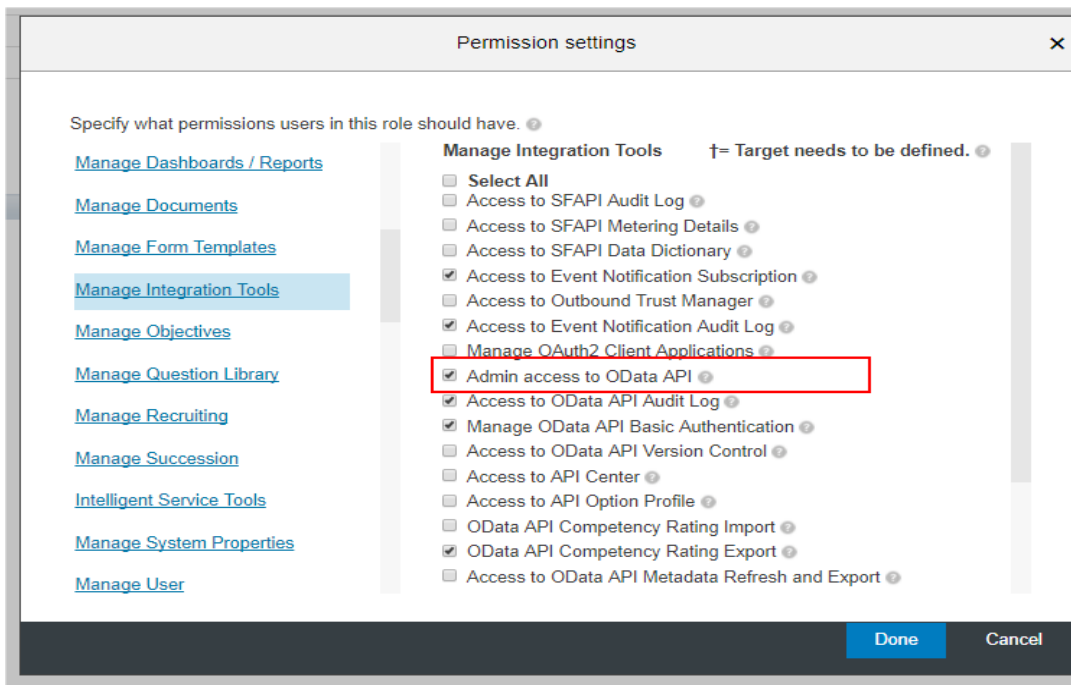 Permission settings
×
Specify what permissions users in this role should have. ?
Manage Dashboards / Reports
Manage Documents
Manage Form Templates
Manage Integration Tools
Manage Objectives
Manage Question Library
Manage Recruiting
Manage Succession
Intelligent Service Tools
Manage System Properties
Manage User
Manage Integration Tools †= Target needs to be defined. ?
Select All
Access to SFAPI Audit Log ?
Access to SFAPI Metering Details ?
Access to SFAPI Data Dictionary ?
Access to Event Notification Subscription ?
Access to Outbound Trust Manager ?
Access to Event Notification Audit Log ?
Manage OAuth2 Client Applications ?
Admin access to OData API ?
Access to OData API Audit Log ?
Manage OData API Basic Authentication ?
Access to OData API Version Control ?
Access to API Center ?
Access to API Option Profile ?
OData API Competency Rating Import ?
OData API Competency Rating Export ?
Access to OData API Metadata Refresh and Export ?
Done Cancel